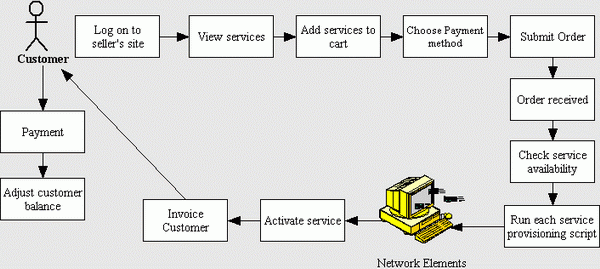 Customer
Log on to
seller's site
View services
Add services to
cart
Choose Payment
method
Submit Order
Order received
Check service
availability
Run each service
provisioning script
Network Elements
Activate service
Invoice
Customer
Payment
Adjust customer
balance